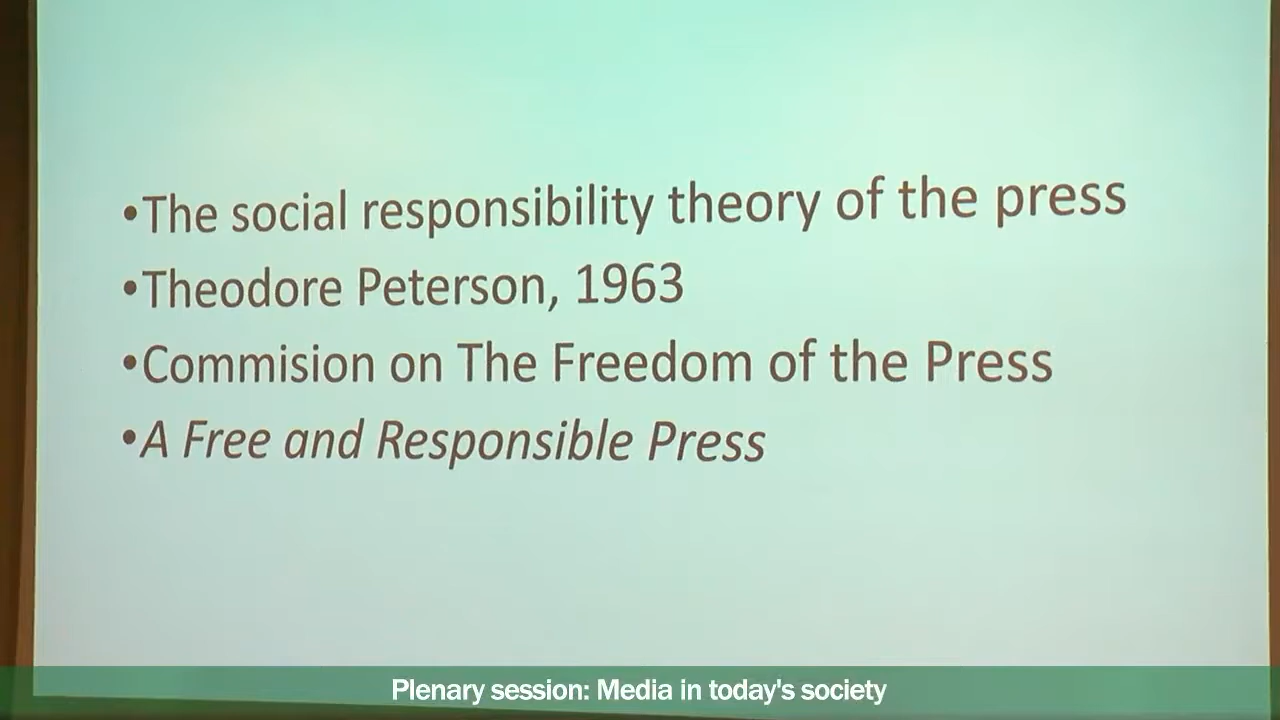 •The social responsibility theory of the press
•Theodore Peterson, 1963
•Commision on The Freedom of the Press
•A Free and Responsible Press
Plenary session: Media in today's society